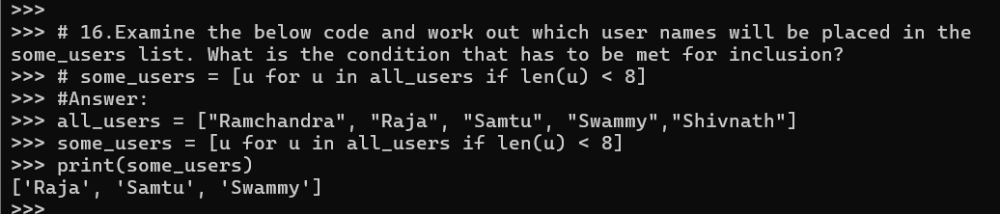 >>>
>>> # 16.Examine the below code and work out which user names will be placed in the
some_users list. What is the condition that has to be met for inclusion?
>>> # some_users = [u for u in all_users if len(u) < 8]
>>> #Answer:
>>> all_users = ["Ramchandra", "Raja", "Samtu", "Swammy","Shivnath"]
>>> some_users = [u for u in all_users if len(u) < 8]
>>> print(some_users)
['Raja', 'Samtu', 'Swammy']
>>>